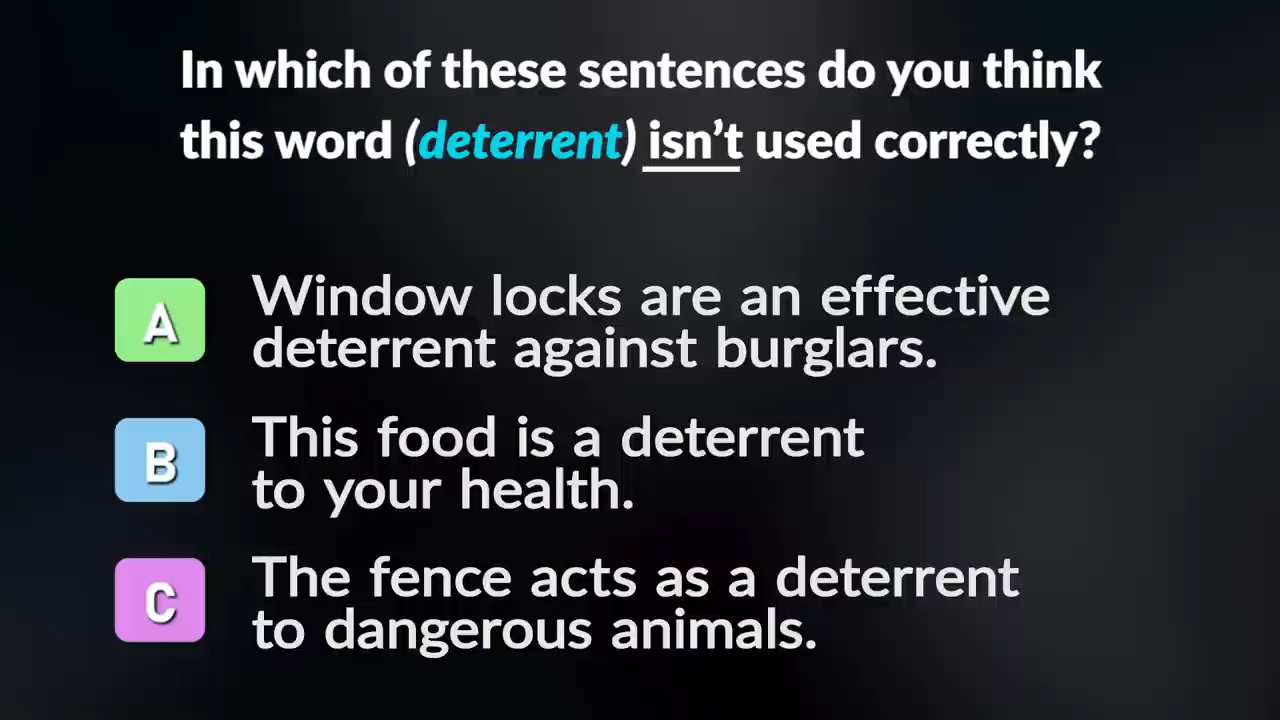 In which of these sentences do you think
this word (deterrent) isn’t used correctly?
A
Window locks are an effective
deterrent against burglars.
B
This food is a deterrent
to your health.
C
The fence acts as a deterrent
to dangerous animals.